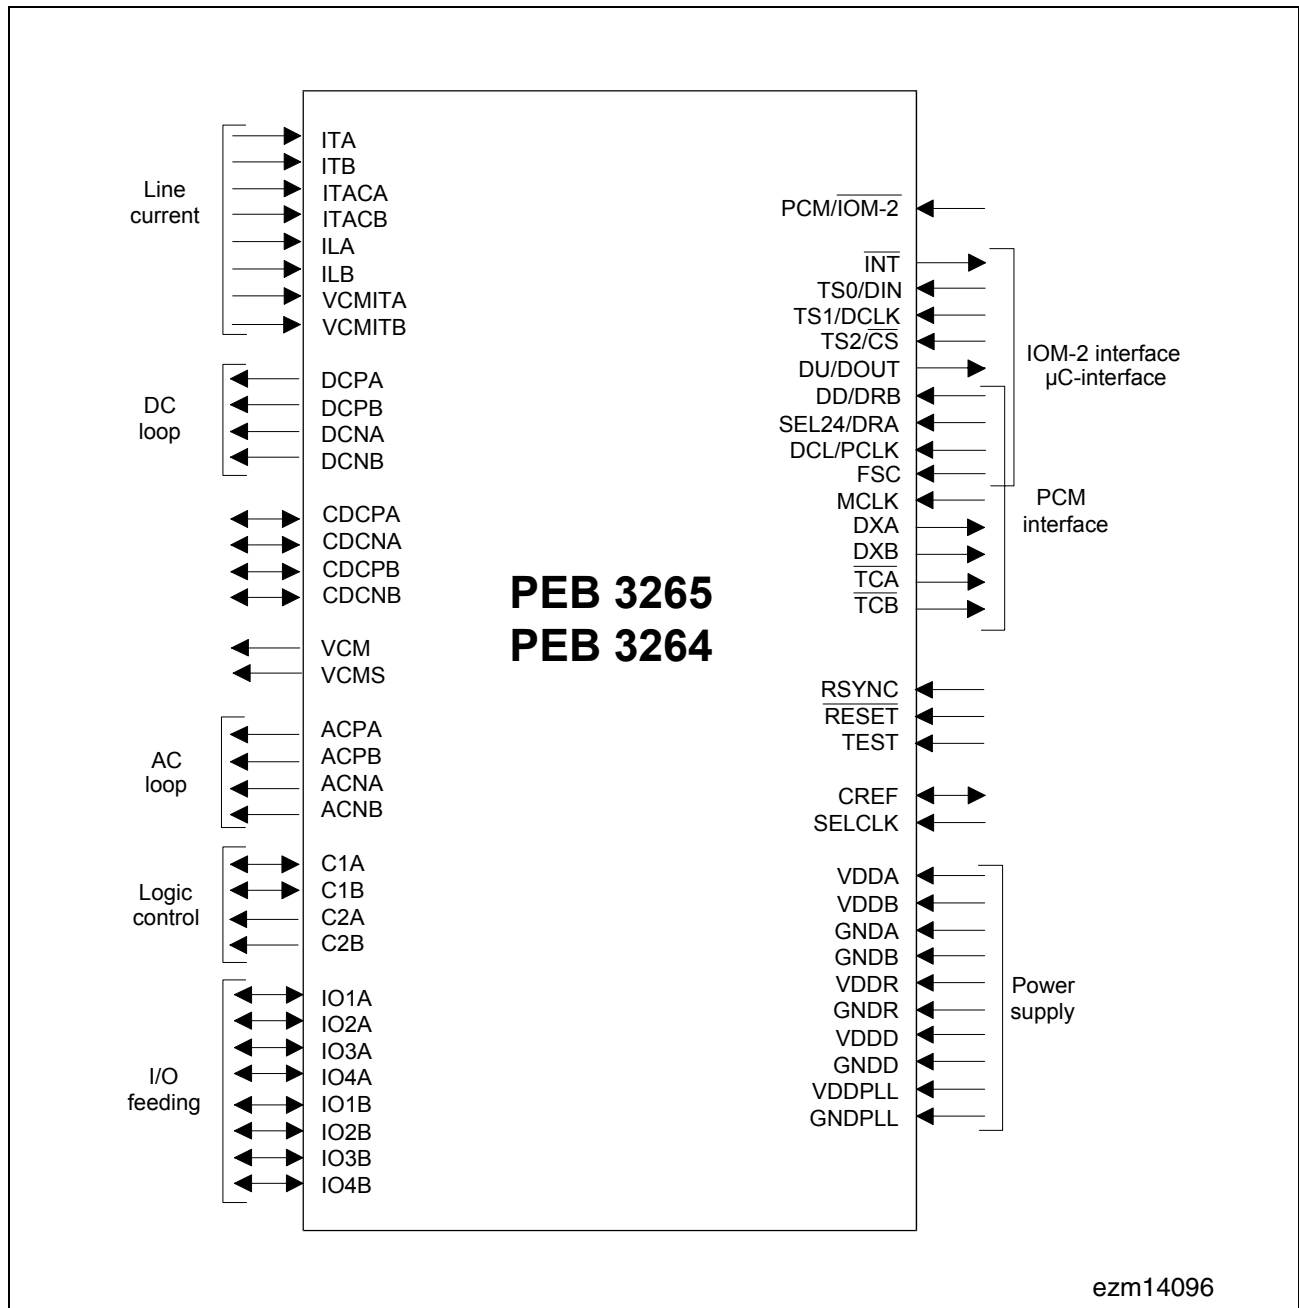 Line
current
ITA
ITB
ITACA
ITACB
ILA
ILB
VCMITA
VCMITB
DC
loop
DCPA
DCPB
DCNA
DCNB
CDCPA
CDCNA
CDCPB
CDCNB
VCM
VCMS
AC
loop
ACPA
ACPB
ACNA
ACNB
Logic
control
C1A
C1B
C2A
C2B
I/O
feeding
IO1A
IO2A
IO3A
IO4A
IO1B
IO2B
IO3B
IO4B
PEB 3265
PEB 3264
PCM/IOM-2
INT
TS0/DIN
TS1/DCLK
TS2/CS
DU/DOUT
DD/DRB
SEL24/DRA
DCL/PCLK
FSC
MCLK
DXA
DXB
TCA
TCB
IOM-2 interface
µC-interface
PCM
interface
RSYNC
RESET
TEST
CREF
SELCLK
VDDA
VDDB
GNDA
GNDB
VDDR
GNDR
VDDD
GNDD
VDDPLL
GNDPLL
Power
supply
ezm14096